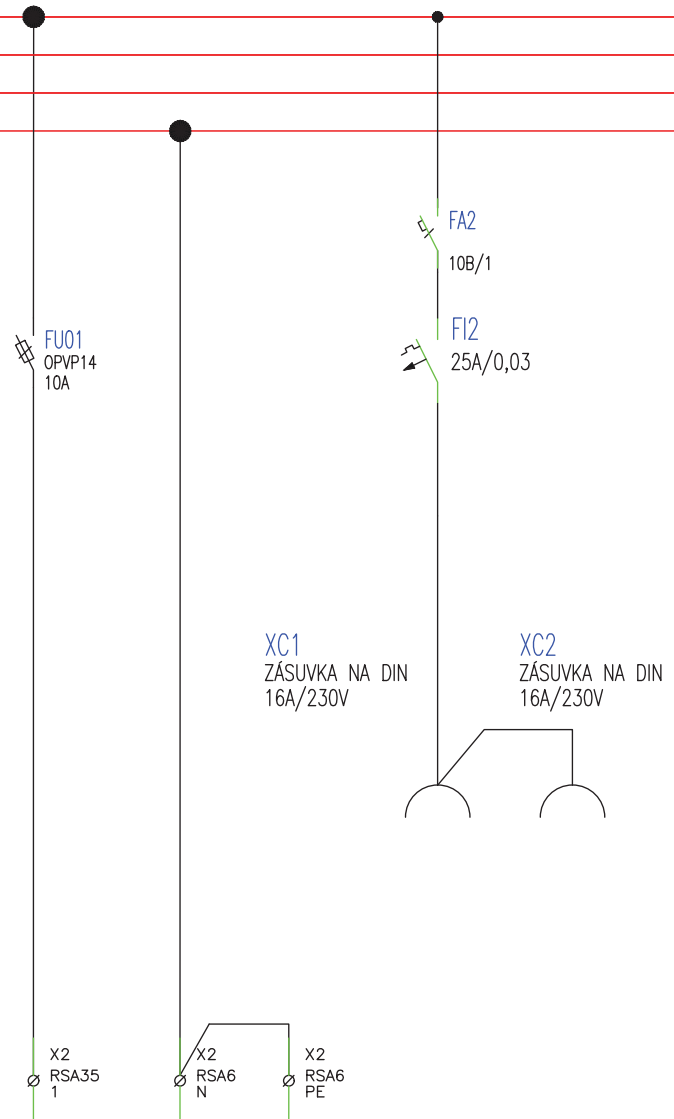 FA2
10B/1
FI2
25A/0,03
FU01
OPVP14
10A
XC1
ZÁSUVKA NA DIN
16A/230V
XC2
ZÁSUVKA NA DIN
16A/230V
X2
RSA35
1
X2
RSA6
N
X2
RSA6
PE